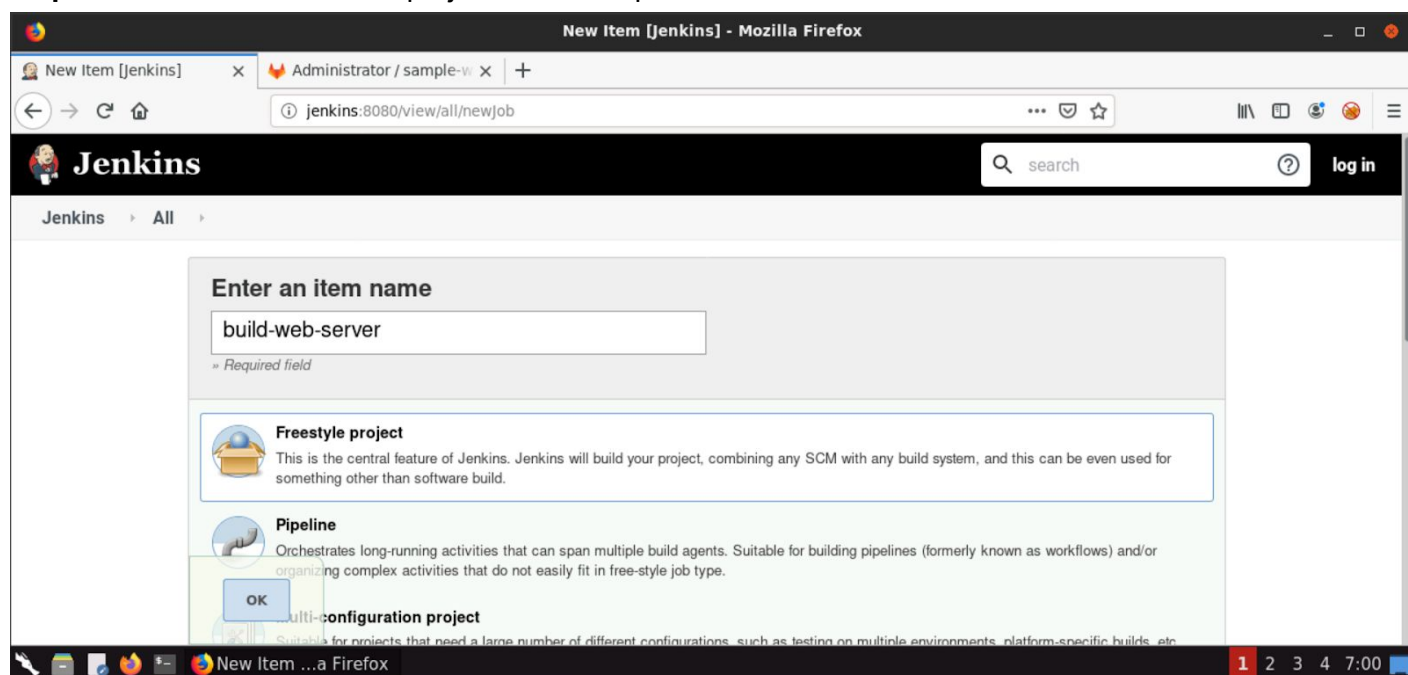 New Item [Jenkins] - Mozilla Firefox
New Item [Jenkins]
Administrator / sample-w
jenkins:8080/view/all/newJob
Jenkins
search
log in
Jenkins
All
Enter an item name
build-web-server
» Required field
Freestyle project
This is the central feature of Jenkins. Jenkins will build your project, combining any SCM with any build system, and this can be even used for
something other than software build.
Pipeline
Orchestrates long-running activities that can span multiple build agents. Suitable for building pipelines (formerly known as workflows) and/or
organizing complex activities that do not easily fit in free-style job type.
OK
ulti-configuration project
Suitable for projects that need a large number of different configurations, such as testing on multiple environments, platform-specific builds, etc.
New Item ...a Firefox
1 2 3 4 7:00